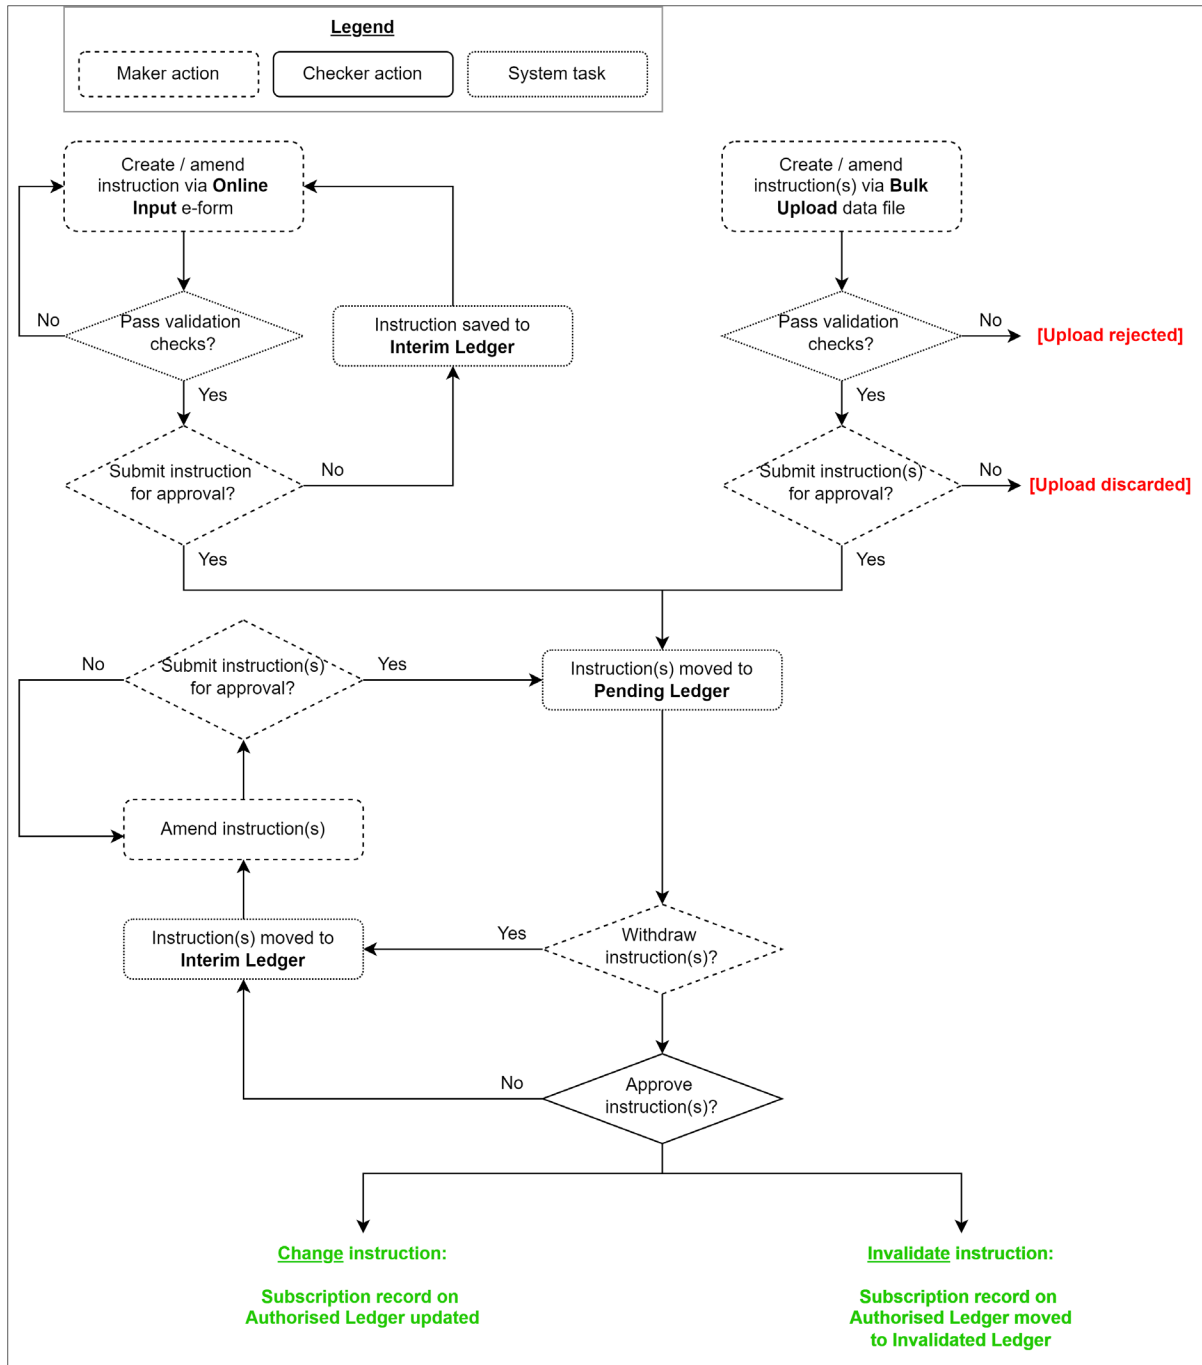 Legend
Maker action
Checker action
System task
Create / amend
instruction via Online
Input e-form
Create / amend
instruction(s) via Bulk
Upload data file
No
Pass validation
checks?
Instruction saved to
Interim Ledger
Pass validation
checks?
No
[Upload rejected]
Yes
Yes
Submit instruction
for approval?
No
Submit instruction(s)
for approval?
No
[Upload discarded]
Yes
Yes
No
Submit instruction(s)
for approval?
Yes
Instruction(s) moved to
Pending Ledger
Amend instruction(s)
Instruction(s) moved to
Interim Ledger
Yes
Withdraw
instruction(s)?
No
Approve
instruction(s)?
Change instruction:
Subscription record on
Authorised Ledger updated
Invalidate instruction:
Subscription record on
Authorised Ledger moved
to Invalidated Ledger